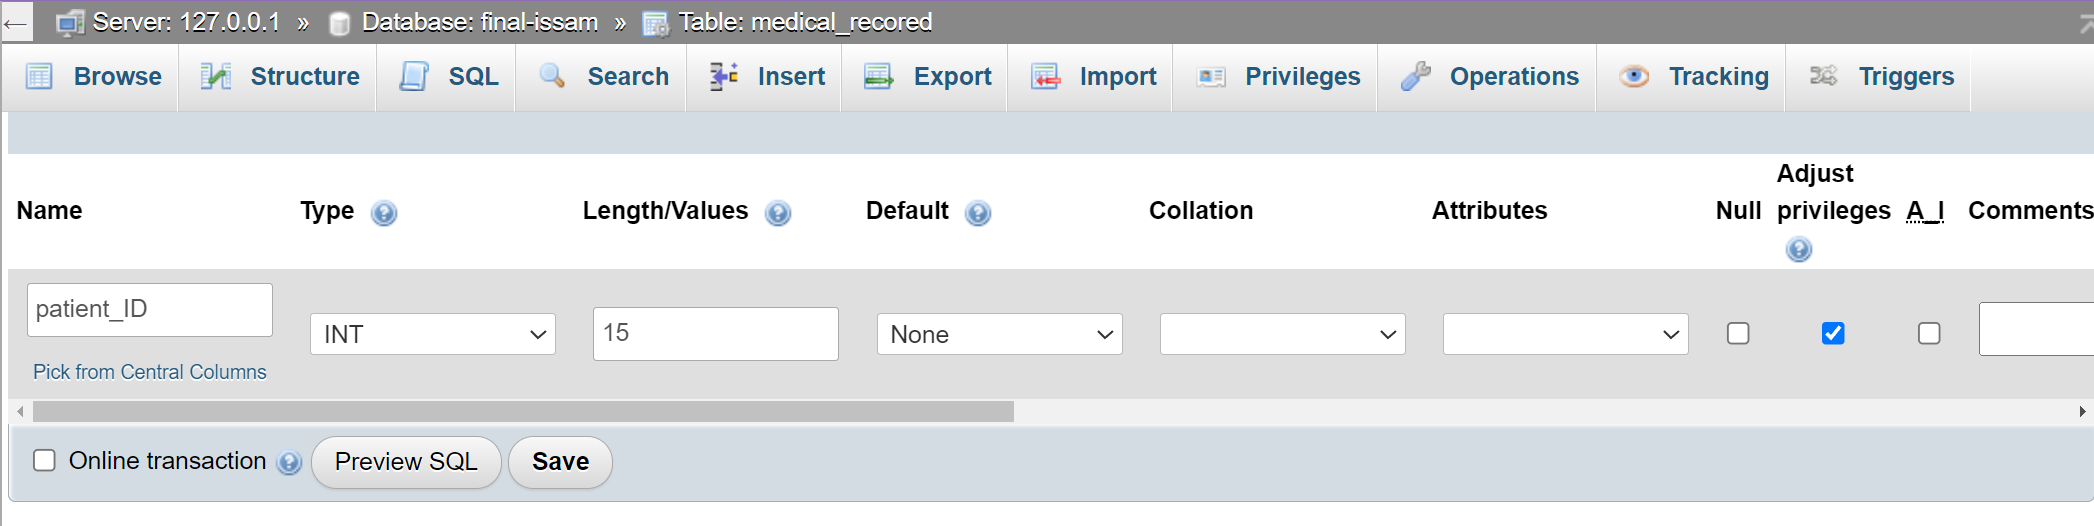 Server: 127.0.0.1 » Database: final-issam » Table: medical_recored
Browse Structure SQL Search Insert Export Import Privileges Operations Tracking Triggers
Name Type Length/Values Default Collation Attributes Null Adjust privileges A_I Comments
patient_ID INT 15 None
Pick from Central Columns
Online transaction Preview SQL Save